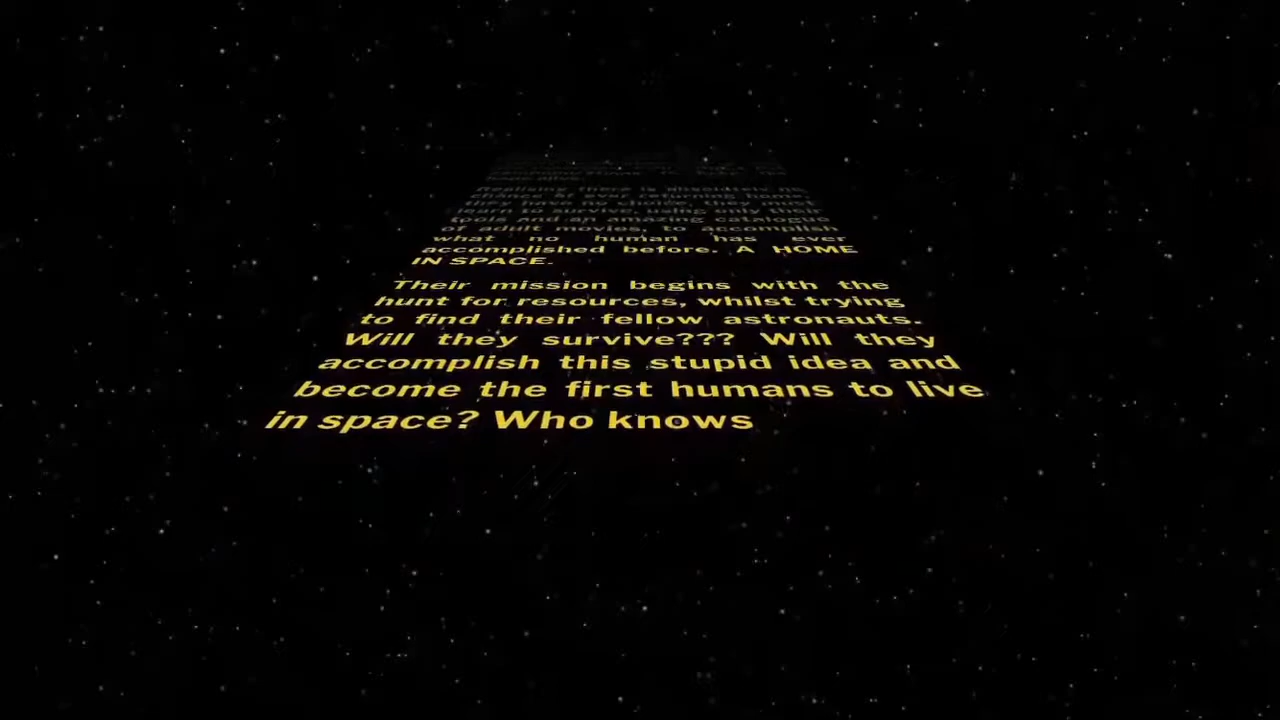 Realising there is absolutely no
chance of ever returning home,
they have no choice, they must
learn to survive, using only their
tools and an amazing catalogue
of adult movies, to accomplish
what no human has ever
accomplished before. A HOME
IN SPACE.
Their mission begins with the
hunt for resources, whilst trying
to find their fellow astronauts.
Will they survive??? Will they
accomplish this stupid idea and
become the first humans to live
in space? Who knows